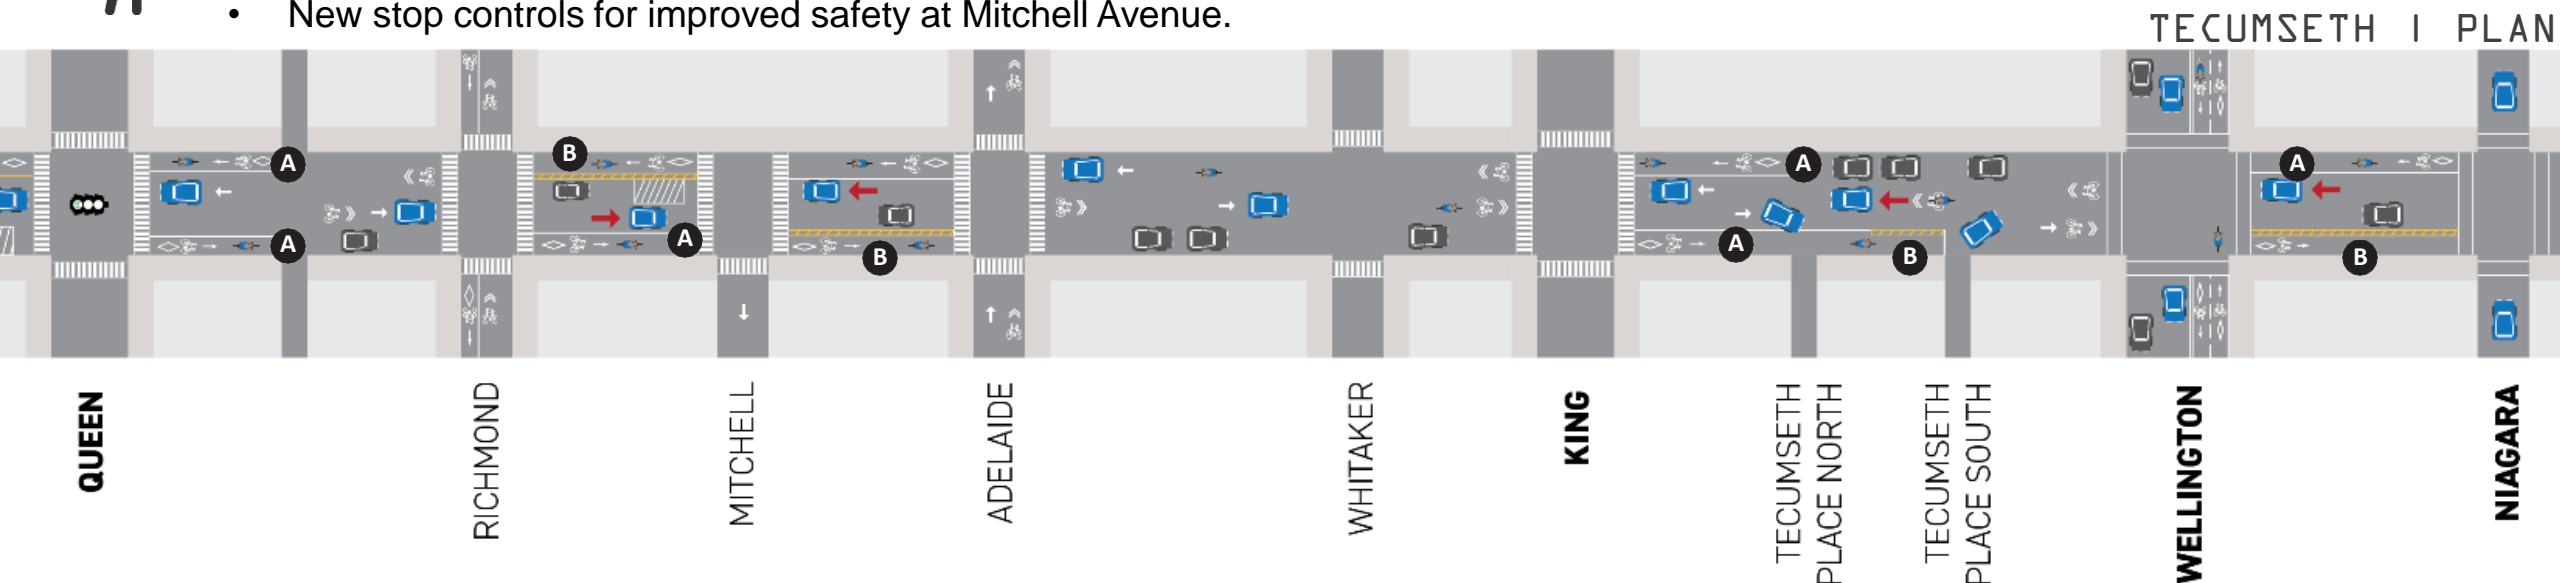 • New stop controls for improved safety at Mitchell Avenue.
TECUMSETH | PLAN
A
A
B
A
B
A
A
B
A
B
QUEEN
RICHMOND
MITCHELL
ADELAIDE
WHITAKER
KING
TECUMSETH
PLACE NORTH
TECUMSETH
PLACE SOUTH
WELLINGTON
NIAGARA